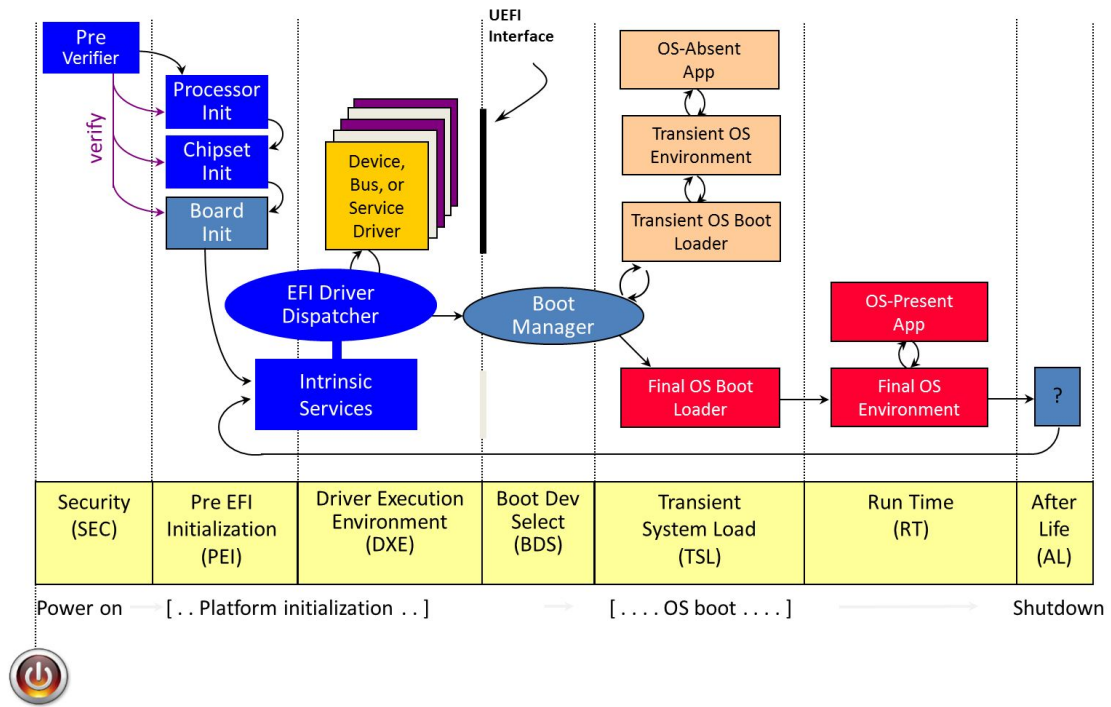 Pre
Verifier
verify
Processor
Init
Chipset
Init
Board
Init
Device,
Bus, or
Service
Driver
UEFI
Interface
EFI Driver
Dispatcher
Intrinsic
Services
Boot
Manager
OS-Absent
App
Transient OS
Environment
Transient OS Boot
Loader
Final OS Boot
Loader
OS-Present
App
Final OS
Environment
?
Security
(SEC)
Pre EFI
Initialization
(PEI)
Driver Execution
Environment
(DXE)
Boot Dev
Select
(BDS)
Transient
System Load
(TSL)
Run Time
(RT)
After
Life
(AL)
Power on
[ . . Platform initialization . . ]
[ . . . . OS boot . . . . ]
Shutdown